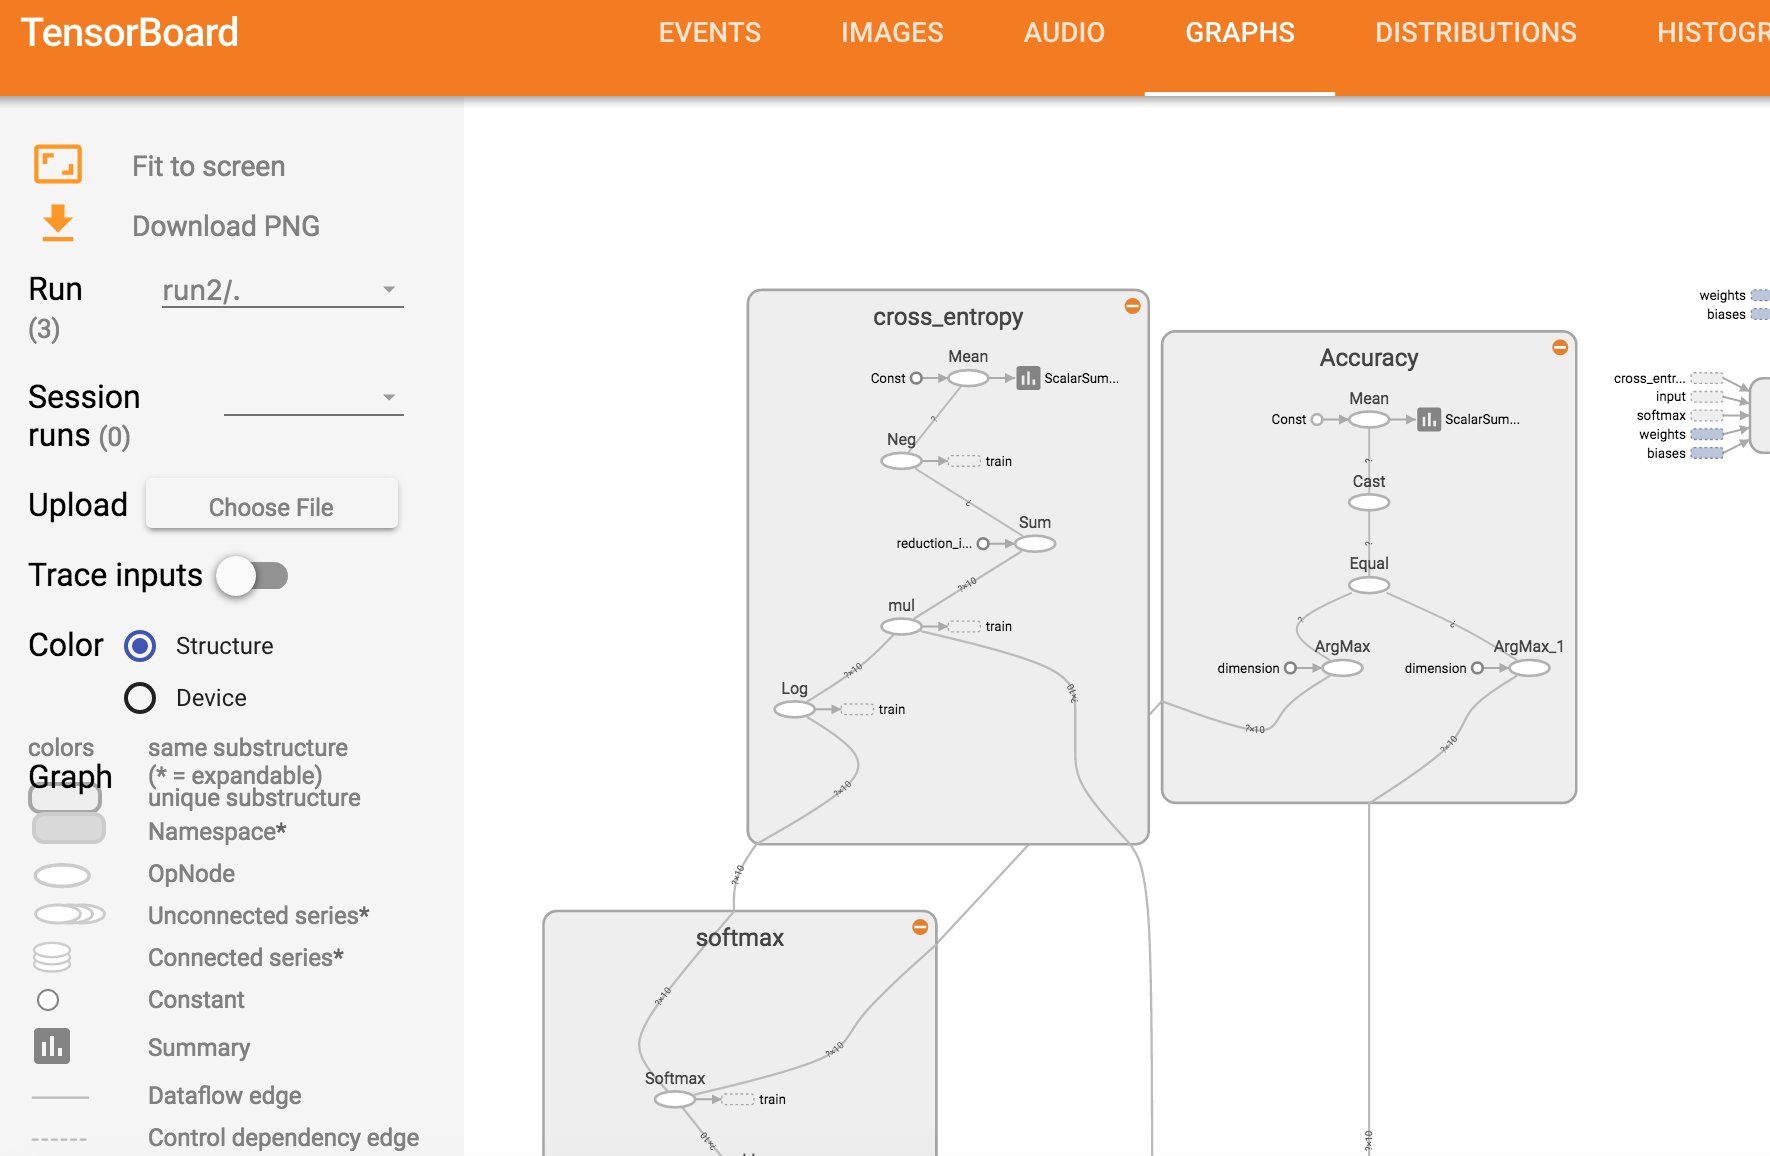 TensorBoard
EVENTS
IMAGES
AUDIO
GRAPHS
DISTRIBUTIONS
HISTOGR
Fit to screen
Download PNG
Run
(3)
run2/.
Session
runs (0)
Upload
Choose File
Trace inputs
Color
Structure
Device
colors
same substructure
Graph
(* = expandable)
unique substructure
Namespace*
OpNode
Unconnected series*
Connected series*
Constant
Summary
Dataflow edge
Control dependency edge
cross_entropy
Mean
Const
ScalarSum...
?
Neg
train
?
Sum
reduction_i...
?×10
mul
train
?×10
?×10
Log
train
?×10
?×10
softmax
?×10
?×10
Softmax
train
?×10
Accuracy
Mean
Const
ScalarSum...
?
Cast
?
Equal
?
?
ArgMax
dimension
ArgMax_1
dimension
?×10
?×10
?×10
weights
biases
cross_entr...
input
softmax
weights
biases